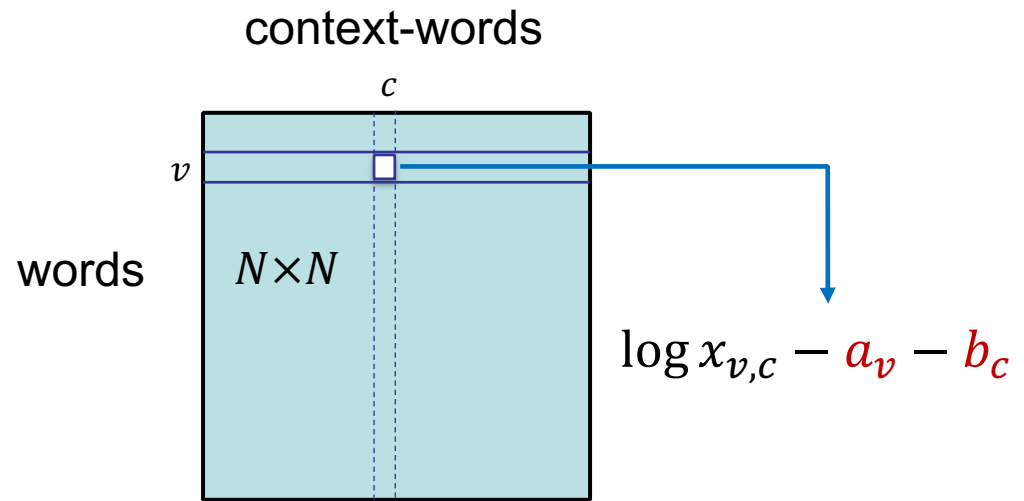 context-words
c
v
words
N×N
log x_{v,c} − a_v − b_c